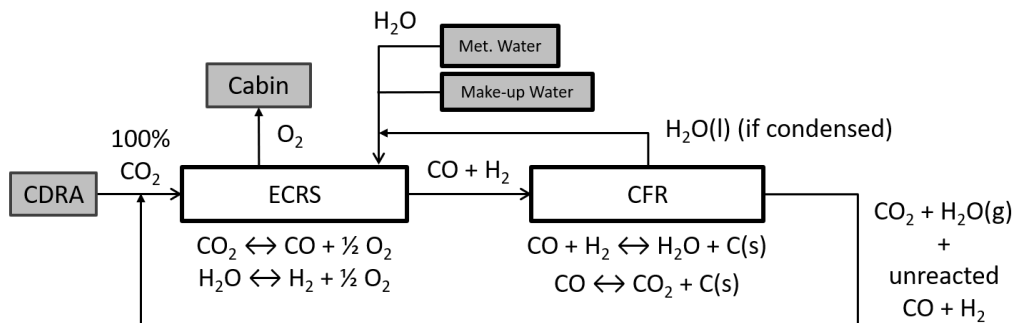 H₂O
Met. Water
Make-up Water
Cabin
O₂
100%
CO₂
H₂O(l) (if condensed)
CO + H₂
CDRA
ECRS
CFR
CO₂ ↔ CO + ½ O₂
H₂O ↔ H₂ + ½ O₂
CO + H₂ ↔ H₂O + C(s)
CO ↔ CO₂ + C(s)
CO₂ + H₂O(g)
+
unreacted
CO + H₂